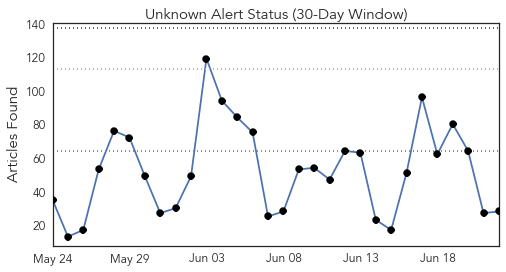 Unknown Alert Status (30-Day Window)
Articles Found
140
120
100
80
60
40
20
May 24
May 29
Jun 03
Jun 08
Jun 13
Jun 18